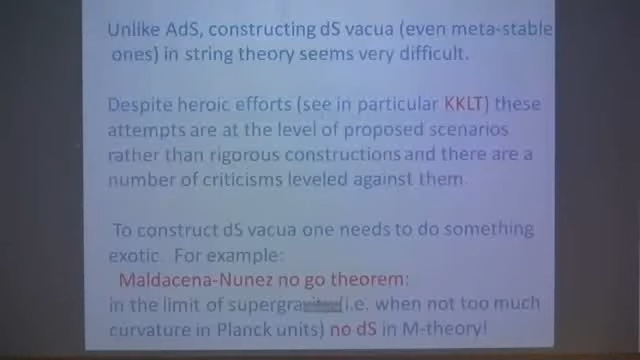 Unlike AdS, constructing dS vacua (even meta-stable
ones) in string theory seems very difficult.
Despite heroic efforts (see in particular KKLT) these
attempts are at the level of proposed scenarios
rather than rigorous constructions and there are a
number of criticisms leveled against them.
To construct dS vacua one needs to do something
exotic. For example:
Maldacena-Nunez no go theorem:
in the limit of supergravity (i.e. when not too much
curvature in Planck units) no dS in M-theory!